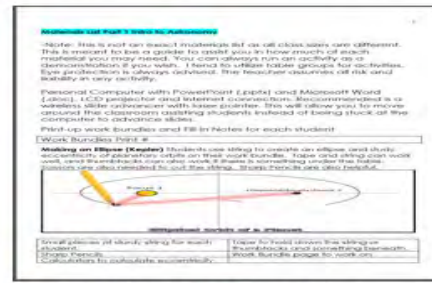 Materials List Part 1 Intro to Astronomy
-Note: This is not an exact materials list as all class sizes are different.
This is meant to be a guide to assist you in how much of each
material you may need. You can always run an activity as a
demonstration if you wish. I tend to utilize table groups for activities.
Eye protection is always advised. The teacher assumes all risk and
liability in any activity.
Personal Computer with PowerPoint (.pptx) and Microsoft Word
(.doc), LCD projector and internet connection. Recommended is a
wireless slide advancer with laser pointer. This will allow you to move
around the classroom assisting students instead of being stuck at the
computer to advance slides.
Print-up work bundles and Fill In Notes for each student
Work Bundles Print #
Making an Ellipse (Kepler) Students use string to create an ellipse and study
eccentricity of planetary orbits on their work bundle. Tape and string can work
well, and thumbtacks can also work if there is something under the table.
Scissors are also needed to cut the string. Sharp Pencils are also helpful.
Elliptical Orbit of a Planet
Small pieces of sturdy string for each
student.
Tape to hold down the string or
thumbtacks and something beneath.
Sharp Pencils
Work Bundle page to work on.
Calculators to calculate eccentricity.